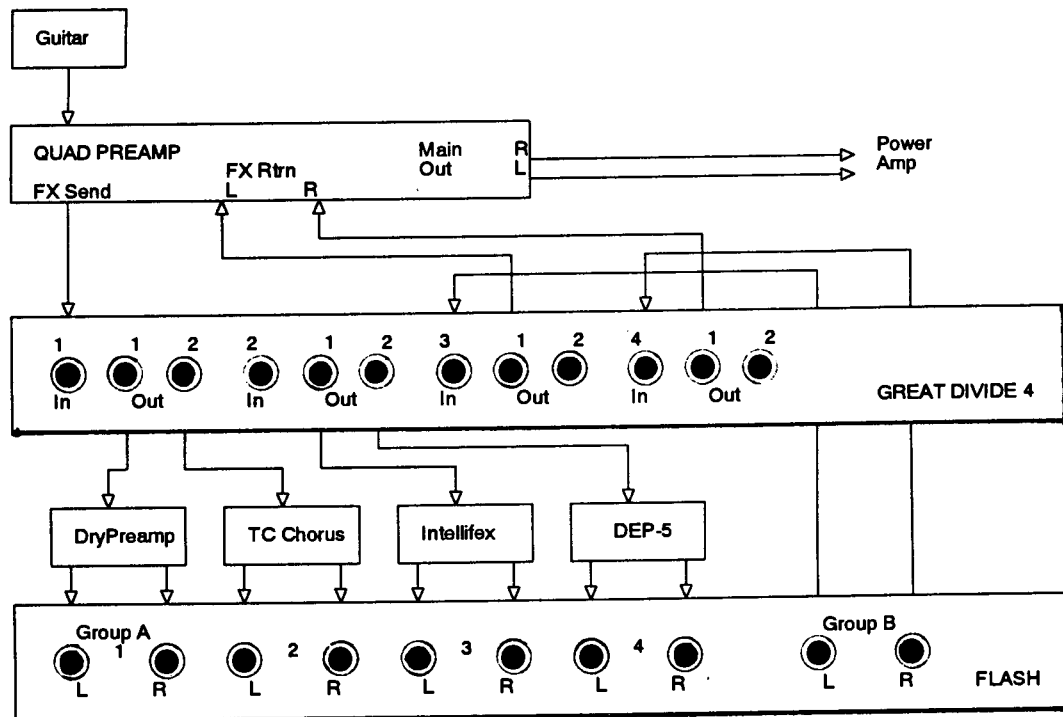 Guitar
QUAD PREAMP
FX Send
FX Rtrn
L R
Main
Out
R
L
Power
Amp
1 1 2 2 1 2 3 1 2 4 1 2
In Out In Out In Out In Out
GREAT DIVIDE 4
DryPreamp TC Chorus Intellifex DEP-5
Group A Group B
1 2 3 4
L R L R L R L R L R
FLASH